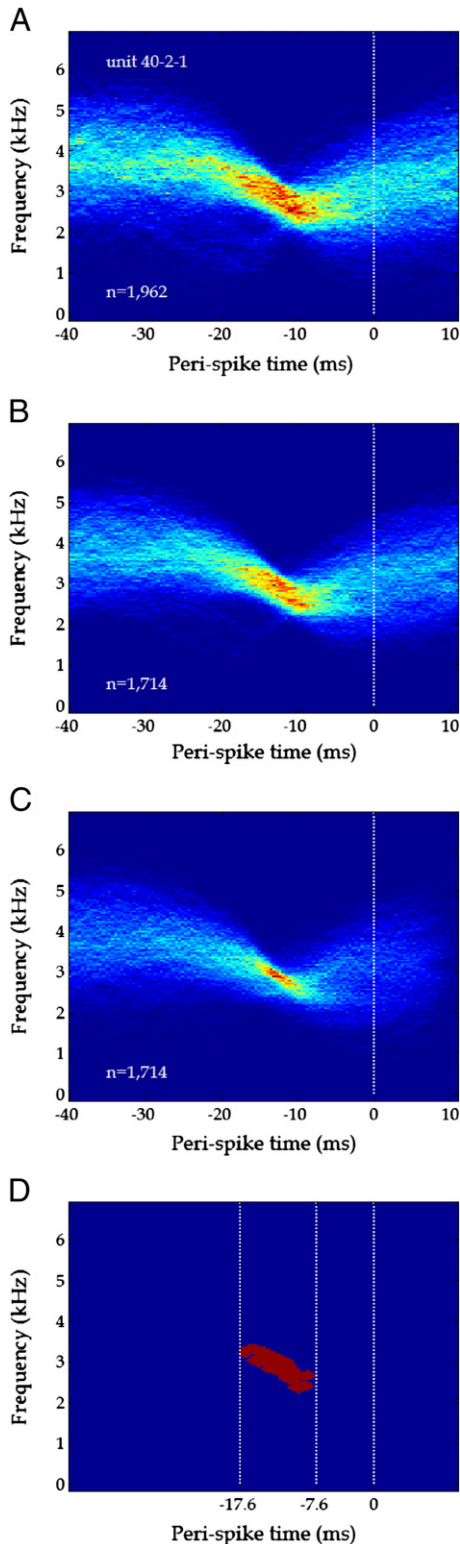 A
unit 40-2-1
Frequency (kHz)
6
5
4
3
2
1
0
n=1,962
-40 -30 -20 -10 0 10
Peri-spike time (ms)
B
Frequency (kHz)
6
5
4
3
2
1
0
n=1,714
-40 -30 -20 -10 0 10
Peri-spike time (ms)
C
Frequency (kHz)
6
5
4
3
2
1
0
n=1,714
-40 -30 -20 -10 0 10
Peri-spike time (ms)
D
Frequency (kHz)
6
5
4
3
2
1
0
-17.6 -7.6 0
Peri-spike time (ms)